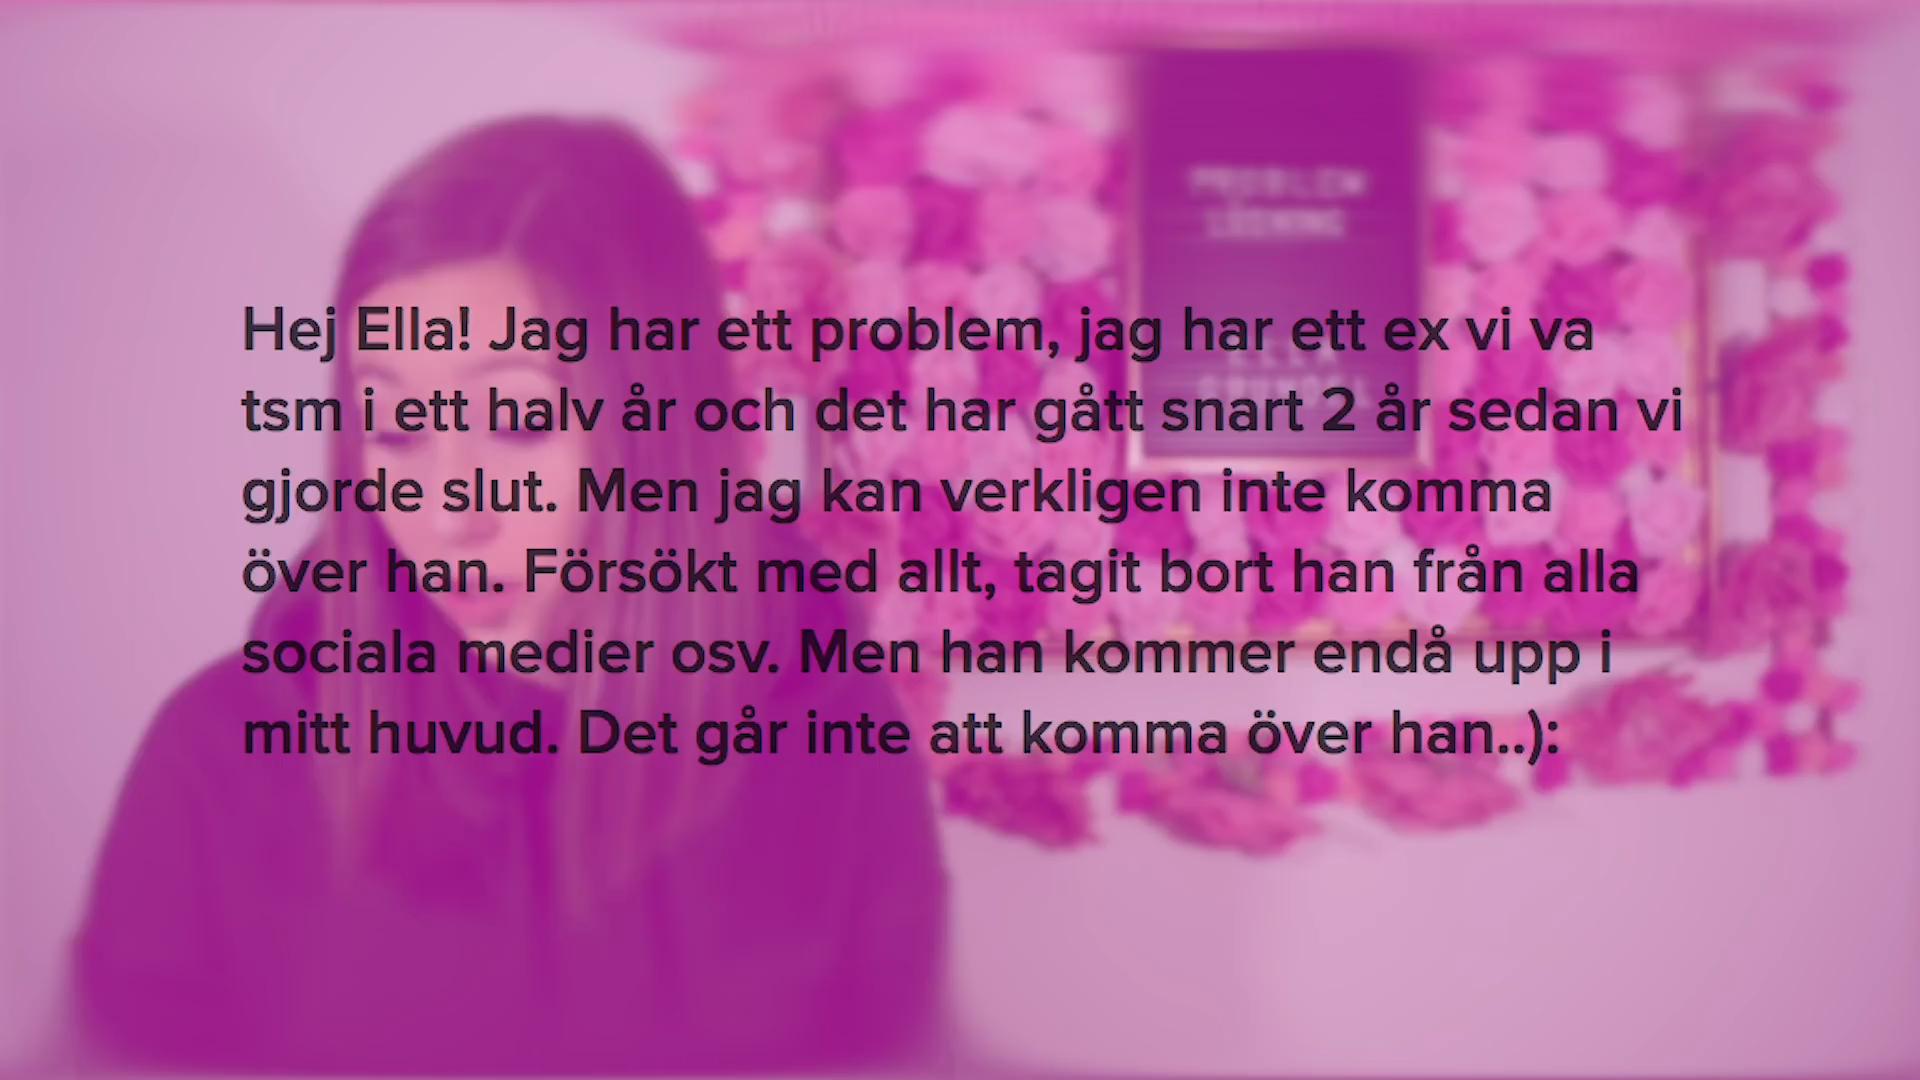 PROBLEM
LÖSNING
Hej Ella! Jag har ett problem, jag har ett ex vi va
tsm i ett halv år och det har gått snart 2 år sedan vi
gjorde slut. Men jag kan verkligen inte komma
över han. Försökt med allt, tagit bort han från alla
sociala medier osv. Men han kommer endå upp i
mitt huvud. Det går inte att komma över han..):